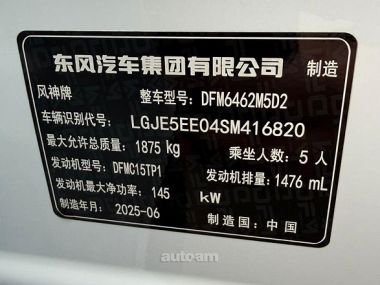 东风汽车集团有限公司 制造
风神牌 整车型号: DFM6462M5D2
车辆识别代号: LGJE5EE04SM416820
最大允许总质量: 1875 kg 乘坐人数: 5 人
发动机型号: DFMC15TP1 发动机排量: 1476 mL
发动机最大净功率: 145 kW
制造年月: 2025-06 制造国: 中国
autoam